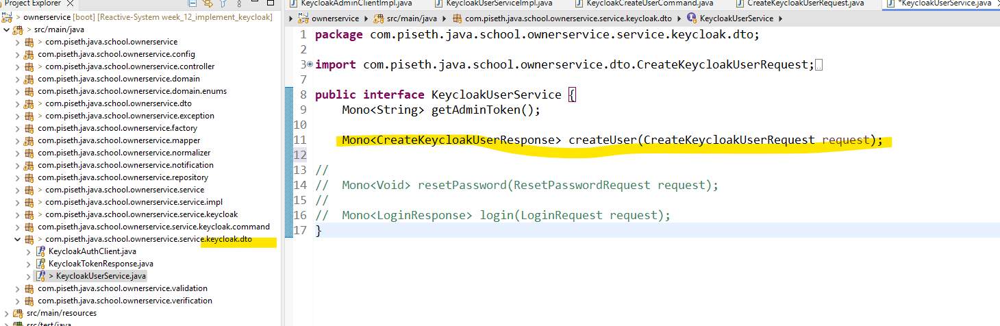 Project Explorer
KeycloakAdminClientImpl.java
KeycloakUserServiceImpl.java
KeycloakCreateUserCommand.java
CreateKeycloakUserRequest.java
*KeycloakUserService.java
> ownerservice [boot] [Reactive-System week_12_implement_keycloak]
> src/main/java
> com.piseth.java.school.ownerservice
com.piseth.java.school.ownerservice.config
> com.piseth.java.school.ownerservice.controller
com.piseth.java.school.ownerservice.domain
com.piseth.java.school.ownerservice.domain.enums
> com.piseth.java.school.ownerservice.dto
> com.piseth.java.school.ownerservice.exception
com.piseth.java.school.ownerservice.factory
com.piseth.java.school.ownerservice.mapper
com.piseth.java.school.ownerservice.normalizer
com.piseth.java.school.ownerservice.notification
com.piseth.java.school.ownerservice.repository
> com.piseth.java.school.ownerservice.service
> com.piseth.java.school.ownerservice.service.impl
> com.piseth.java.school.ownerservice.service.keycloak
com.piseth.java.school.ownerservice.service.keycloak.command
> com.piseth.java.school.ownerservice.service.keycloak.dto
KeycloakAuthClient.java
KeycloakTokenResponse.java
> KeycloakUserService.java
com.piseth.java.school.ownerservice.validation
com.piseth.java.school.ownerservice.verification
src/main/resources
src/test/java
ownerservice src/main/java com.piseth.java.school.ownerservice.service.keycloak.dto KeycloakUserService
1 package com.piseth.java.school.ownerservice.service.keycloak.dto;
2
3 import com.piseth.java.school.ownerservice.dto.CreateKeycloakUserRequest;
7
8 public interface KeycloakUserService {
9 Mono<String> getAdminToken();
10
11 Mono<CreateKeycloakUserResponse> createUser(CreateKeycloakUserRequest request);
12
13 //
14 // Mono<Void> resetPassword(ResetPasswordRequest request);
15 //
16 // Mono<LoginResponse> login(LoginRequest request);
17 }